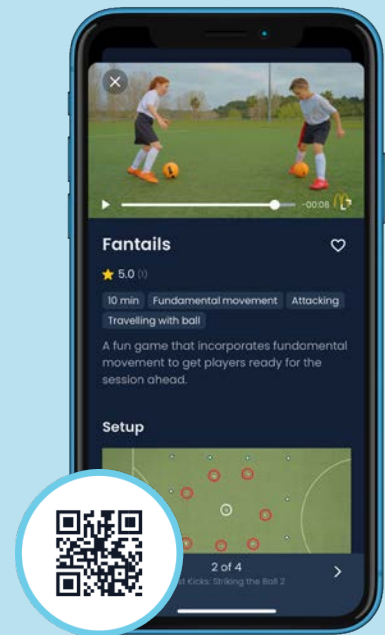 -00:08
Fantails
5.0 (1)
10 min Fundamental movement Attacking
Travelling with ball
A fun game that incorporates fundamental
movement to get players ready for the
session ahead.
Setup
2 of 4
Kicks: Striking the Ball 2